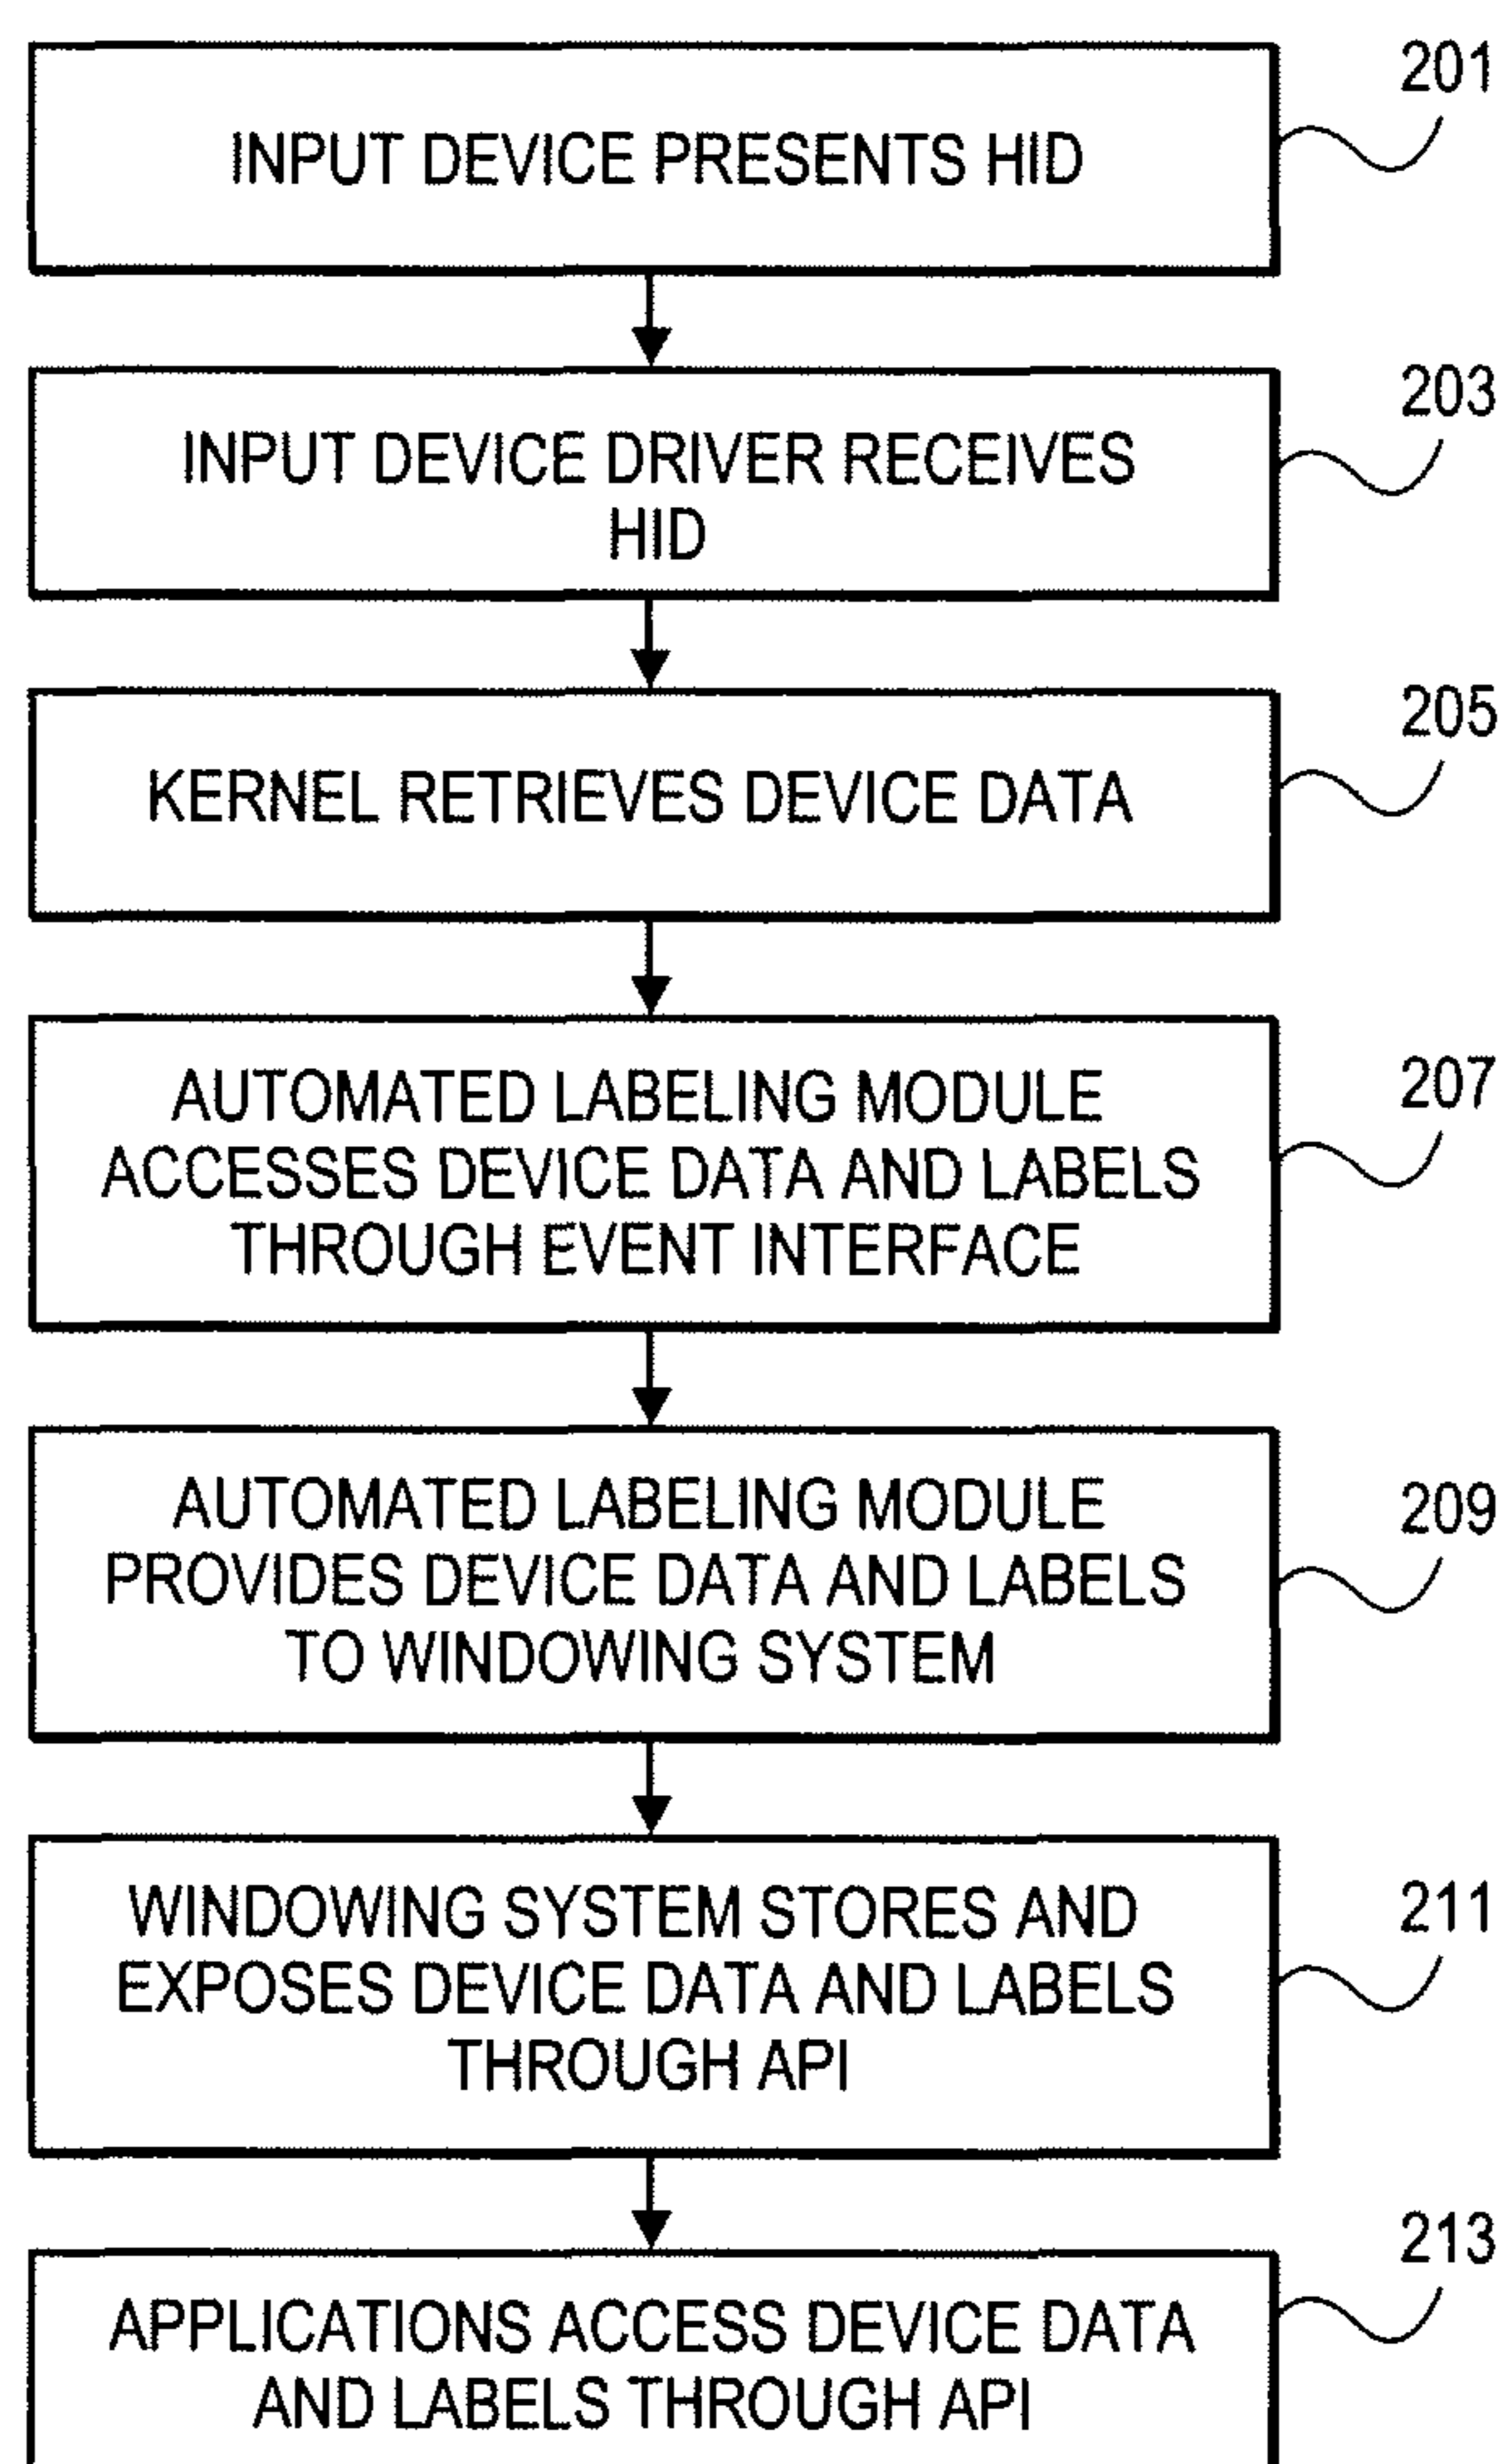 201
INPUT DEVICE PRESENTS HID
203
INPUT DEVICE DRIVER RECEIVES
HID
205
KERNEL RETRIEVES DEVICE DATA
207
AUTOMATED LABELING MODULE
ACCESSES DEVICE DATA AND LABELS
THROUGH EVENT INTERFACE
209
AUTOMATED LABELING MODULE
PROVIDES DEVICE DATA AND LABELS
TO WINDOWING SYSTEM
211
WINDOWING SYSTEM STORES AND
EXPOSES DEVICE DATA AND LABELS
THROUGH API
213
APPLICATIONS ACCESS DEVICE DATA
AND LABELS THROUGH API